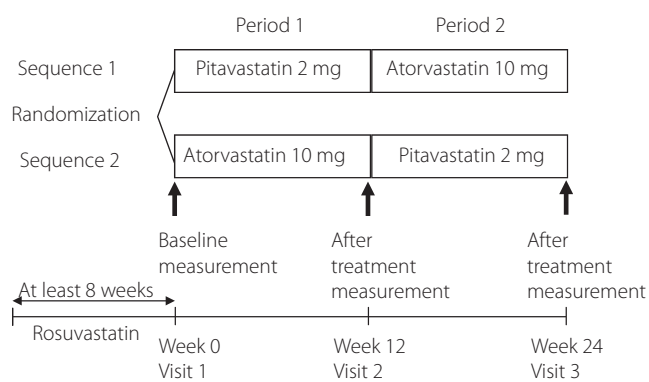 Period 1 Period 2
Sequence 1 Pitavastatin 2 mg Atorvastatin 10 mg
Randomization
Sequence 2 Atorvastatin 10 mg Pitavastatin 2 mg
Baseline
measurement
After
treatment
measurement
After
treatment
measurement
At least 8 weeks
Rosuvastatin
Week 0
Visit 1
Week 12
Visit 2
Week 24
Visit 3